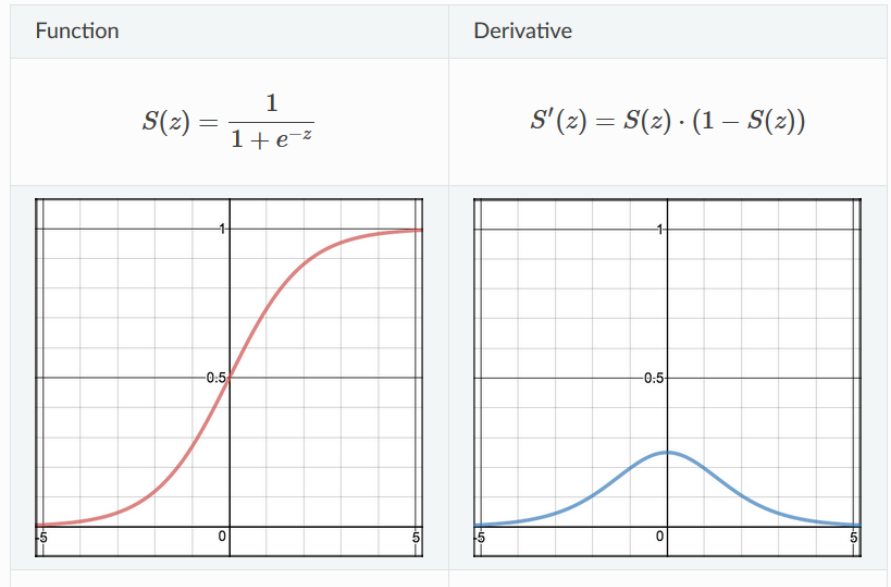 Function
Derivative
S(z) = 1 / (1 + e^{-z})
S'(z) = S(z) · (1 – S(z))
1
0.5
-5 0 5
1
0.5
-5 0 5